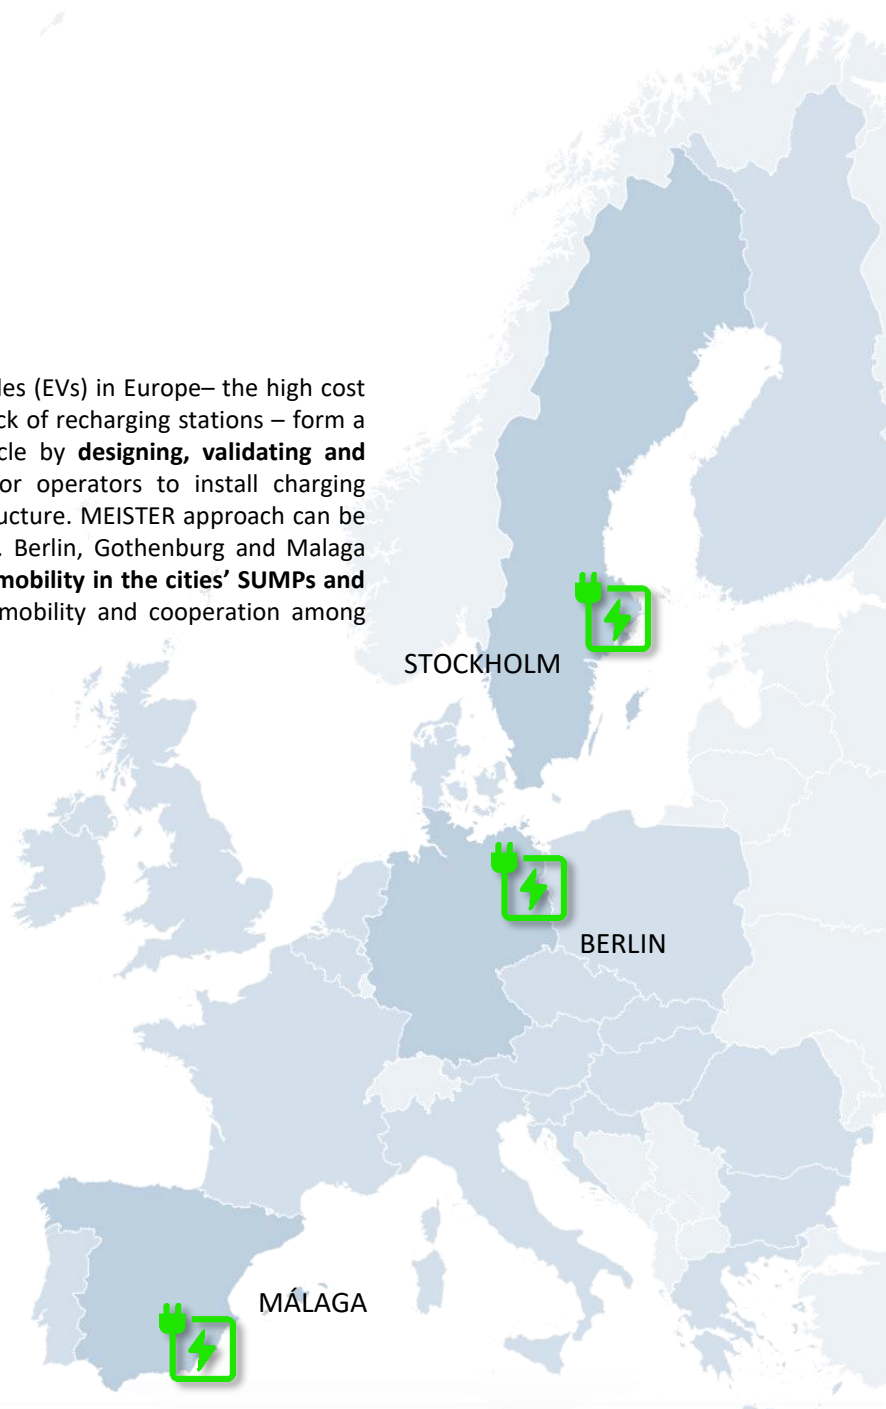 les (EVs) in Europe– the high cost
ck of recharging stations – form a
cle by designing, validating and
or operators to install charging
ucture. MEISTER approach can be
. Berlin, Gothenburg and Malaga
mobility in the cities’ SUMPs and
mobility and cooperation among
STOCKHOLM
BERLIN
MÁLAGA